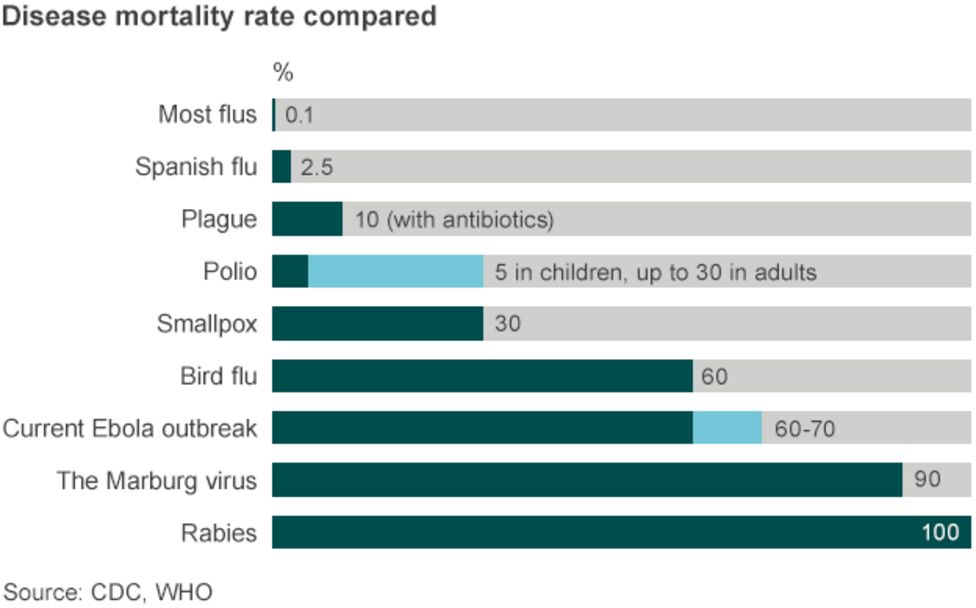 Disease mortality rate compared
%
Most flus 0.1
Spanish flu 2.5
Plague 10 (with antibiotics)
Polio 5 in children, up to 30 in adults
Smallpox 30
Bird flu 60
Current Ebola outbreak 60-70
The Marburg virus 90
Rabies 100
Source: CDC, WHO